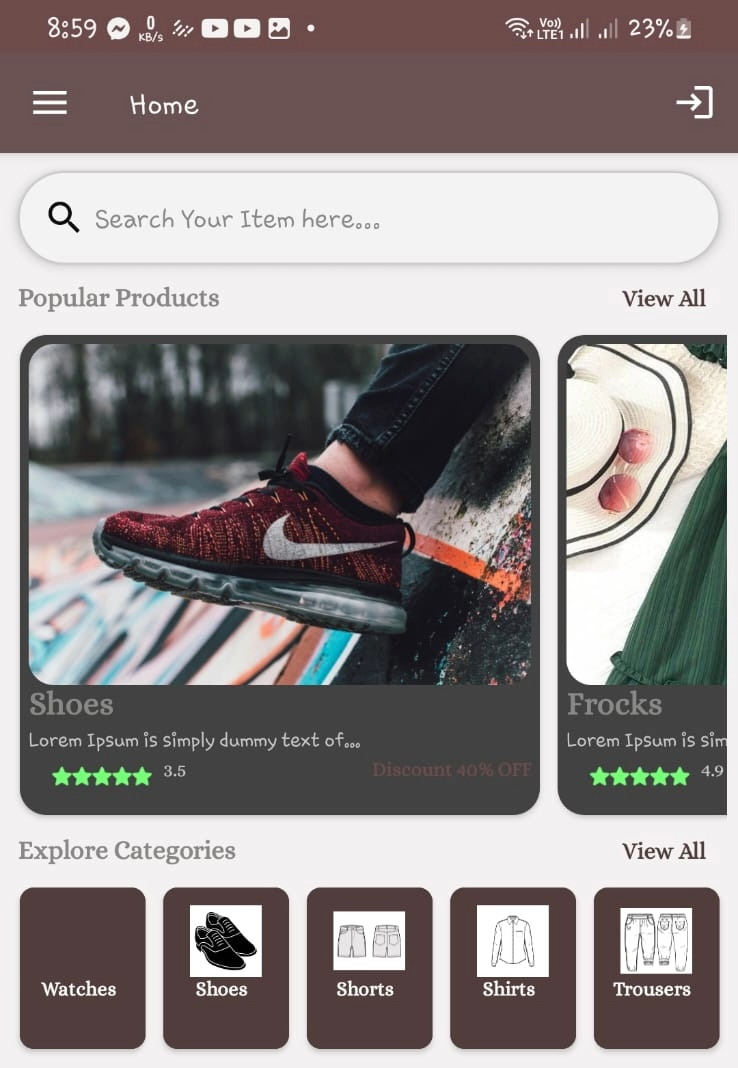 8:59 0 KB/s Vo)) LTE1 23%
Home
Search Your Item here...
Popular Products View All
Shoes
Lorem Ipsum is simply dummy text of...
3.5 Discount 40% OFF
Frocks
Lorem Ipsum is sim
4.9
Explore Categories View All
Watches Shoes Shorts Shirts Trousers